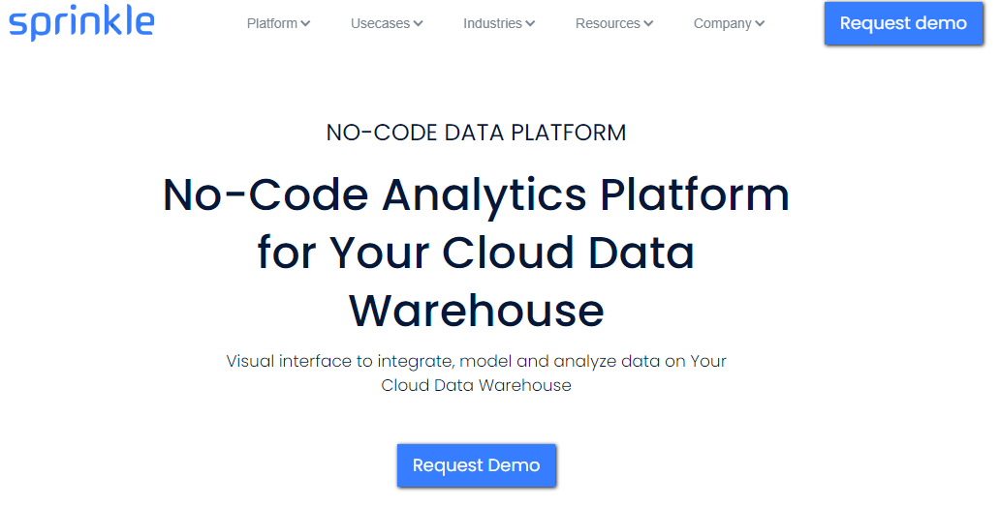 sprinkle
Platform
Usecases
Industries
Resources
Company
Request demo
NO-CODE DATA PLATFORM
No-Code Analytics Platform
for Your Cloud Data
Warehouse
Visual interface to integrate, model and analyze data on Your
Cloud Data Warehouse
Request Demo